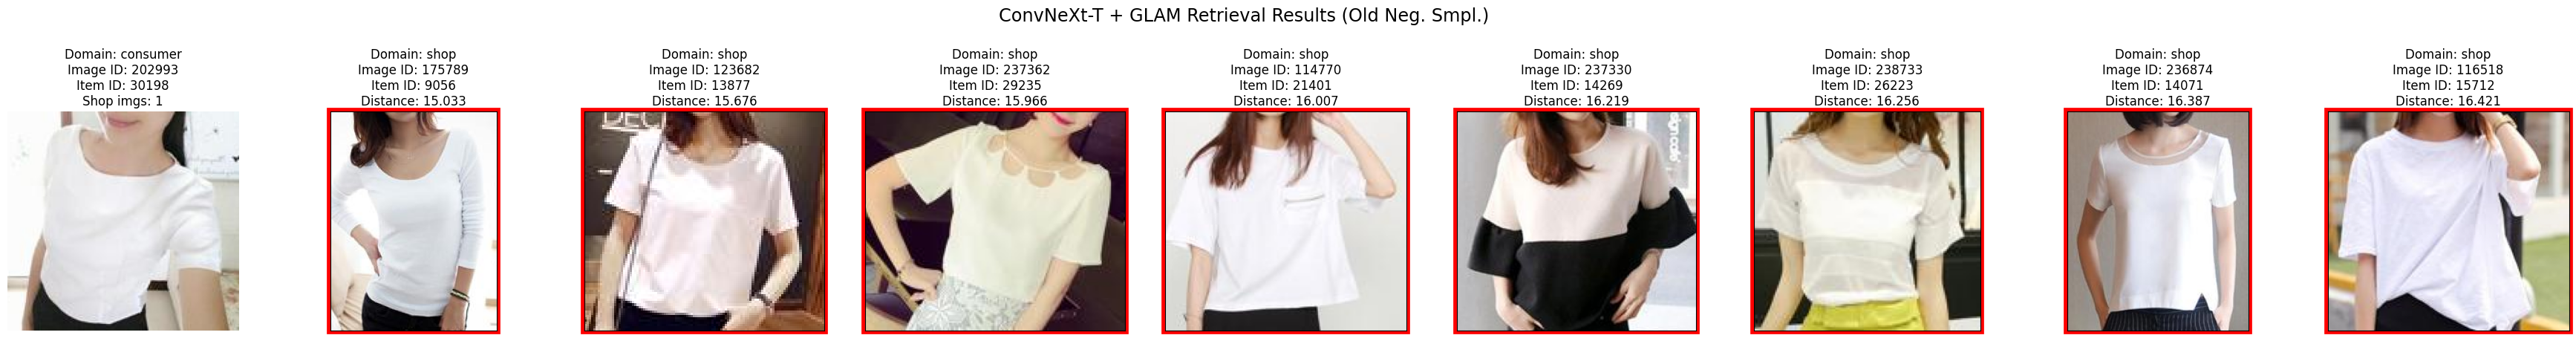 ConvNeXt-T + GLAM Retrieval Results (Old Neg. Smpl.)
Domain: consumer
Image ID: 202993
Item ID: 30198
Shop imgs: 1
Domain: shop
Image ID: 175789
Item ID: 9056
Distance: 15.033
Domain: shop
Image ID: 123682
Item ID: 13877
Distance: 15.676
Domain: shop
Image ID: 237362
Item ID: 29235
Distance: 15.966
Domain: shop
Image ID: 114770
Item ID: 21401
Distance: 16.007
Domain: shop
Image ID: 237330
Item ID: 14269
Distance: 16.219
Domain: shop
Image ID: 238733
Item ID: 26223
Distance: 16.256
Domain: shop
Image ID: 236874
Item ID: 14071
Distance: 16.387
Domain: shop
Image ID: 116518
Item ID: 15712
Distance: 16.421